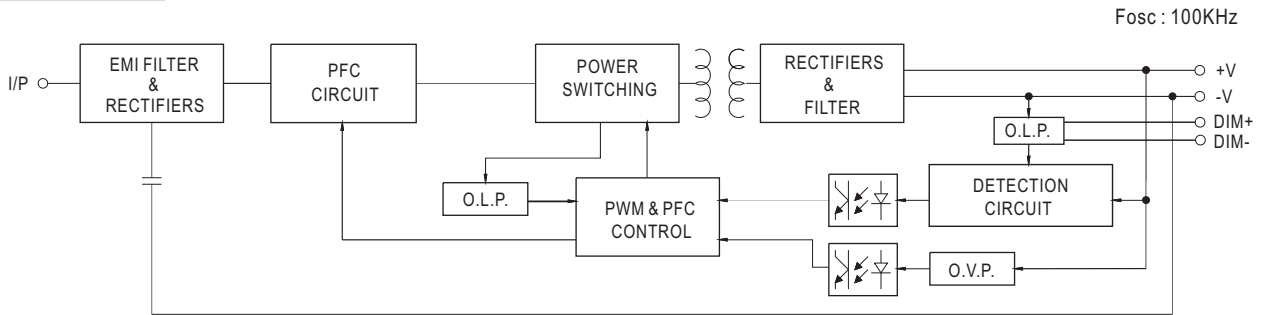 Fosc : 100KHz
I/P
EMI FILTER
&
RECTIFIERS
PFC
CIRCUIT
POWER
SWITCHING
RECTIFIERS
&
FILTER
+V
-V
DIM+
DIM-
O.L.P.
DETECTION
CIRCUIT
O.L.P.
PWM & PFC
CONTROL
O.V.P.